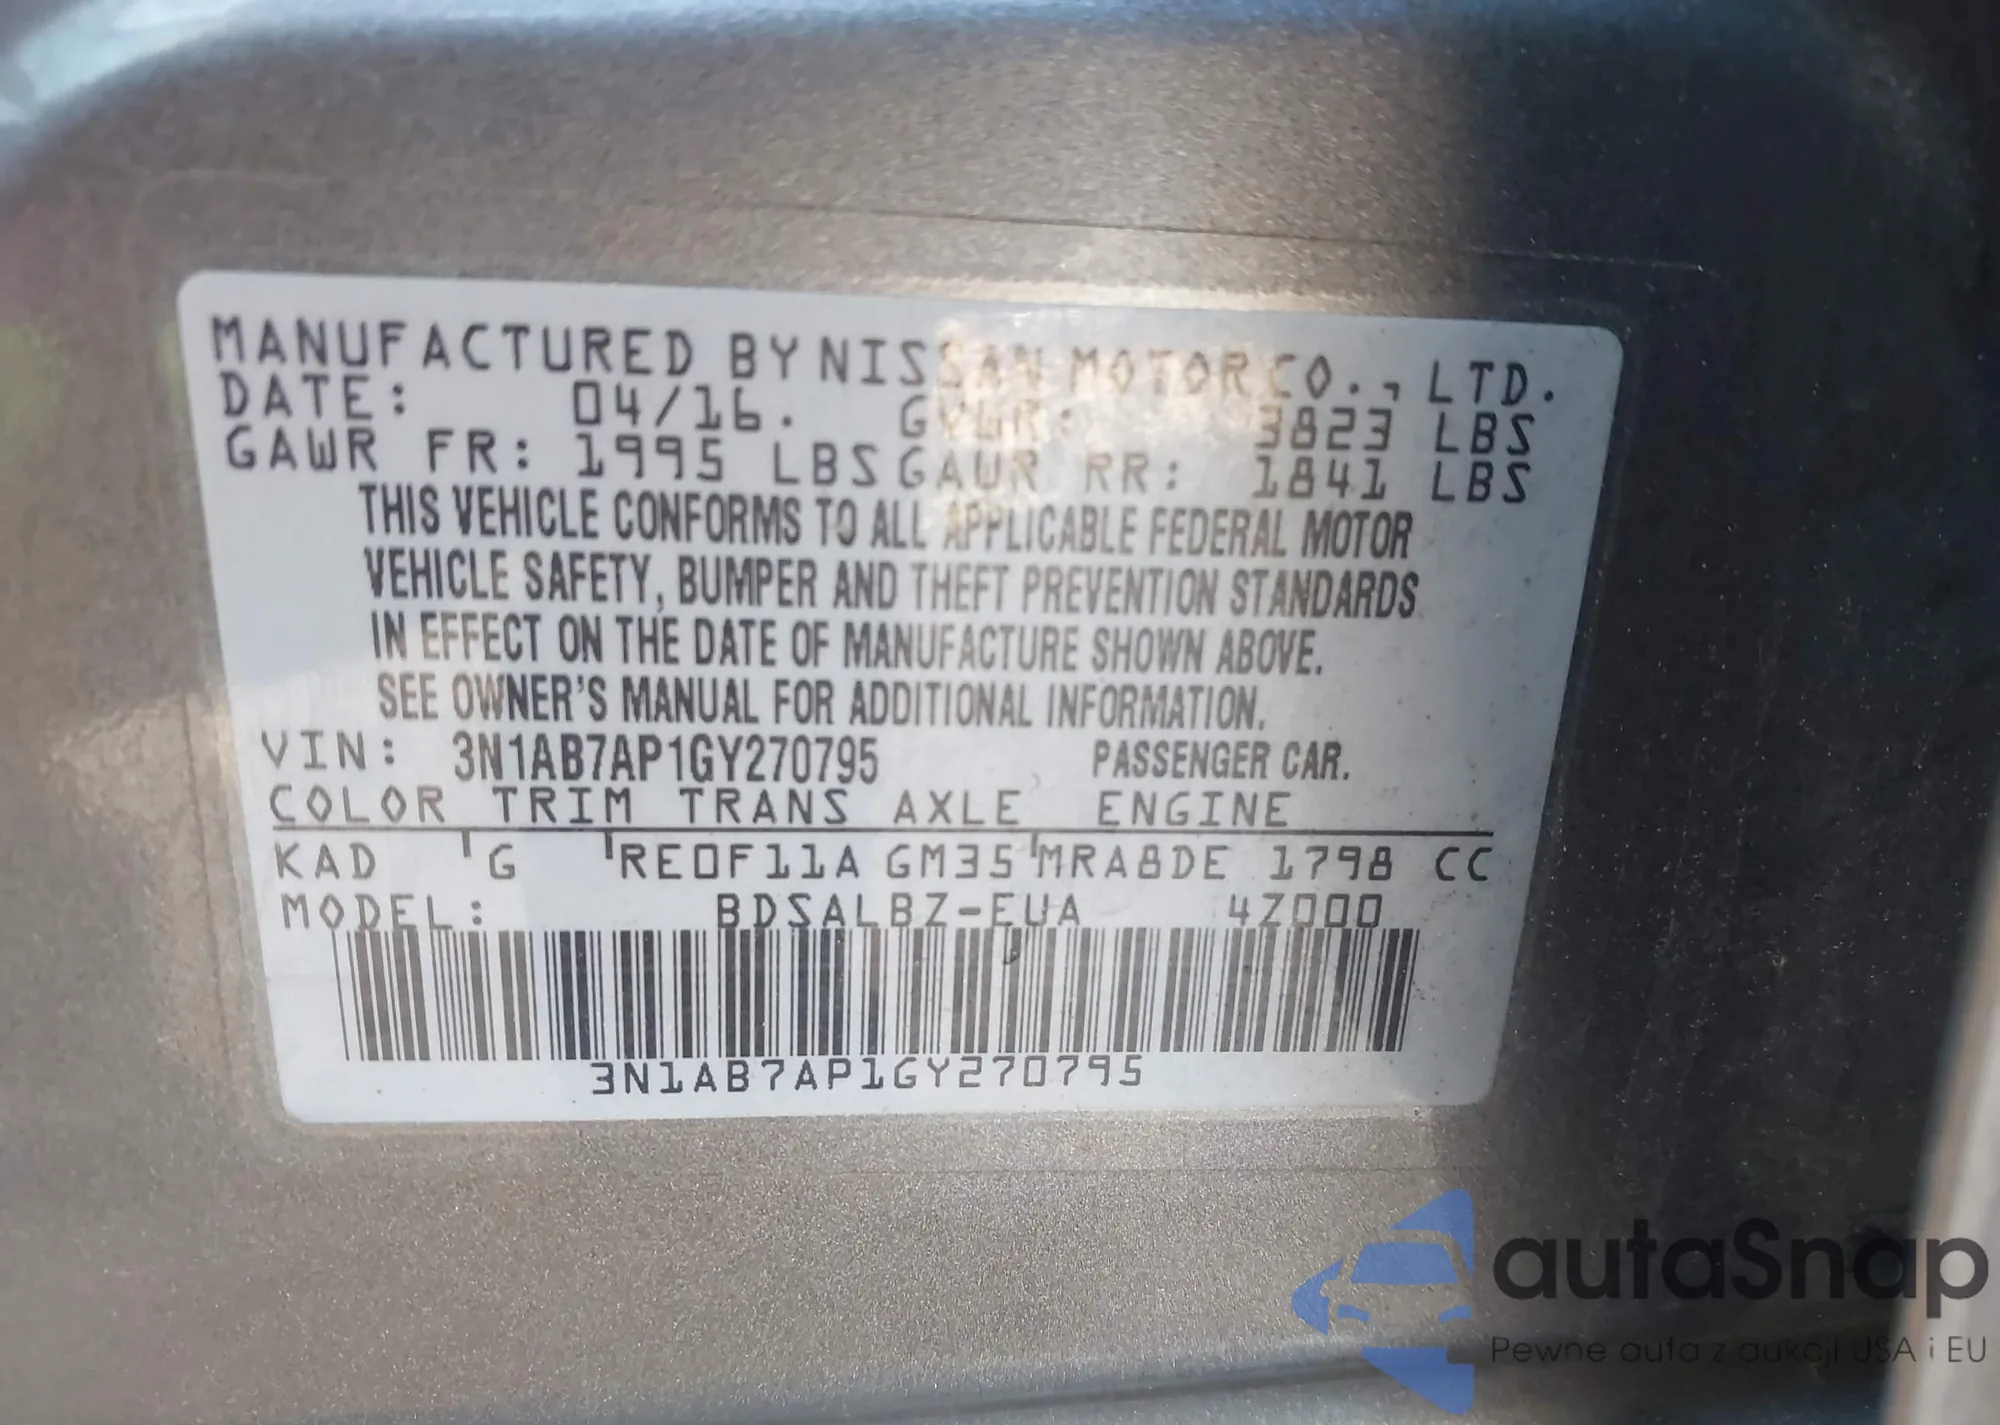 MANUFACTURED BY NISSAN MOTOR CO., LTD.
DATE: 04/16. GVWR: 3823 LBS
GAWR FR: 1995 LBS GAWR RR: 1841 LBS
THIS VEHICLE CONFORMS TO ALL APPLICABLE FEDERAL MOTOR
VEHICLE SAFETY, BUMPER AND THEFT PREVENTION STANDARDS
IN EFFECT ON THE DATE OF MANUFACTURE SHOWN ABOVE.
SEE OWNER'S MANUAL FOR ADDITIONAL INFORMATION.
VIN: 3N1AB7AP1GY270795 PASSENGER CAR.
COLOR TRIM TRANS AXLE ENGINE
KAD G RE0F11A GM35 MRA8DE 1798 CC
MODEL: BDSALBZ-EUA 4Z000
3N1AB7AP1GY270795
autaSnap
Pewne auta z aukcji USA i EU